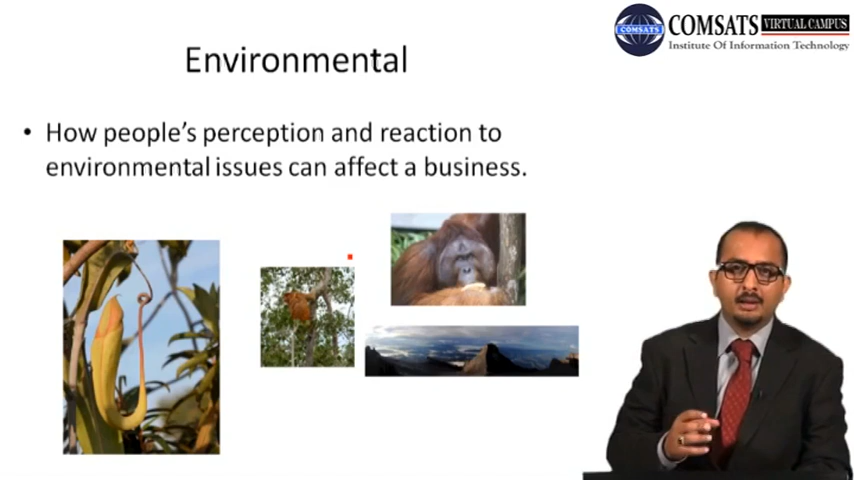 COMSATS VIRTUAL CAMPUS
COMSATS
Institute Of Information Technology
Environmental
• How people's perception and reaction to
environmental issues can affect a business.